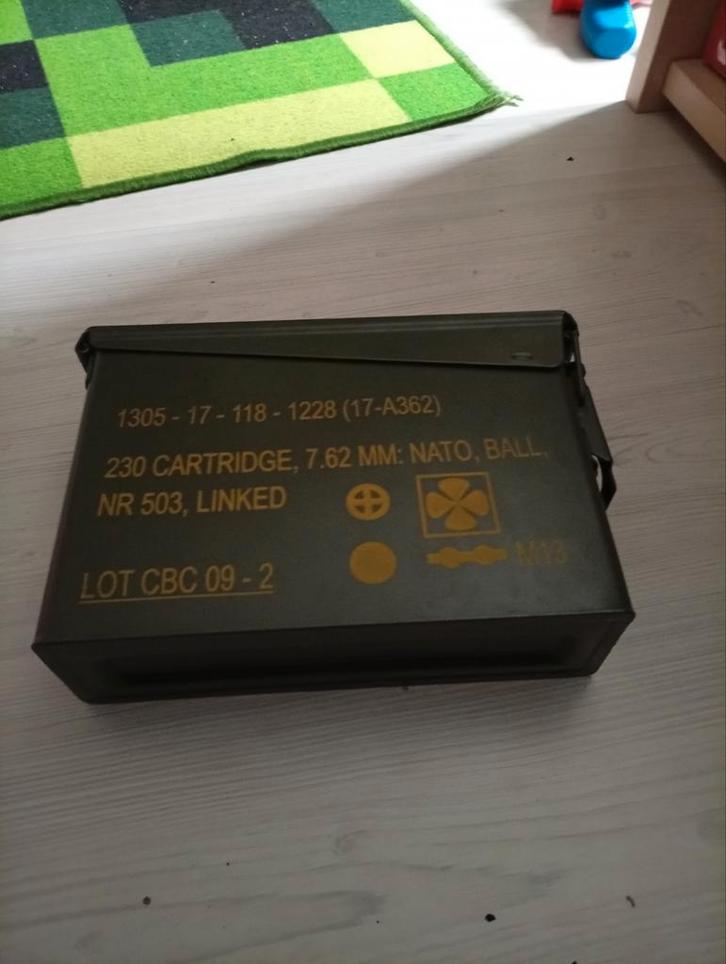 1305 - 17 - 118 - 1228 (17-A362)
230 CARTRIDGE, 7.62 MM: NATO, BALL,
NR 503, LINKED
M13
LOT CBC 09 - 2